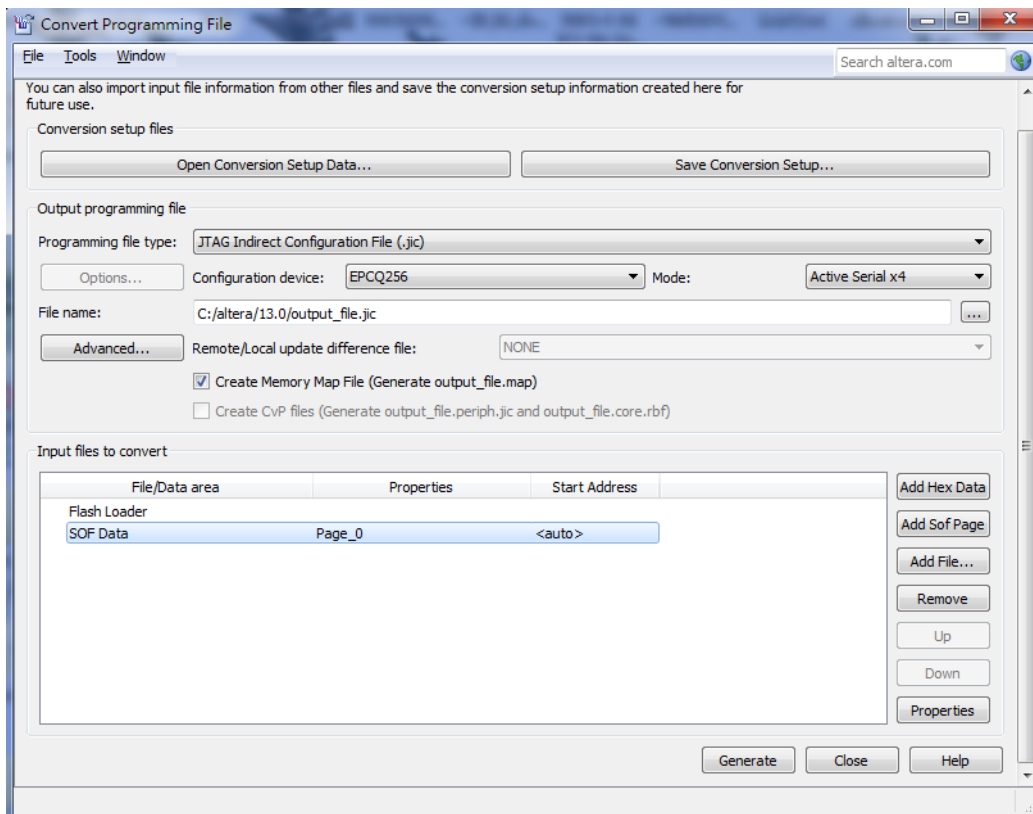 Convert Programming File
File Tools Window
Search altera.com
You can also import input file information from other files and save the conversion setup information created here for
future use.
Conversion setup files
Open Conversion Setup Data...
Save Conversion Setup...
Output programming file
Programming file type: JTAG Indirect Configuration File (.jic)
Options... Configuration device: EPCQ256 Mode: Active Serial x4
File name: C:/altera/13.0/output_file.jic ...
Advanced... Remote/Local update difference file: NONE
Create Memory Map File (Generate output_file.map)
Create CvP files (Generate output_file.periph.jic and output_file.core.rbf)
Input files to convert
File/Data area Properties Start Address
Flash Loader
SOF Data Page_0 <auto>
Add Hex Data
Add Sof Page
Add File...
Remove
Up
Down
Properties
Generate Close Help